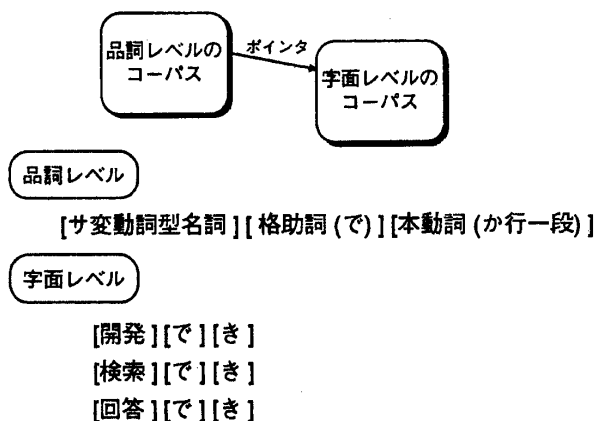 品詞レベルの
コーパス
ポインタ
字面レベルの
コーパス
品詞レベル
[サ変動詞型名詞][格助詞(で)][本動詞(か行一段)]
字面レベル
[開発][で][き]
[検索][で][き]
[回答][で][き]